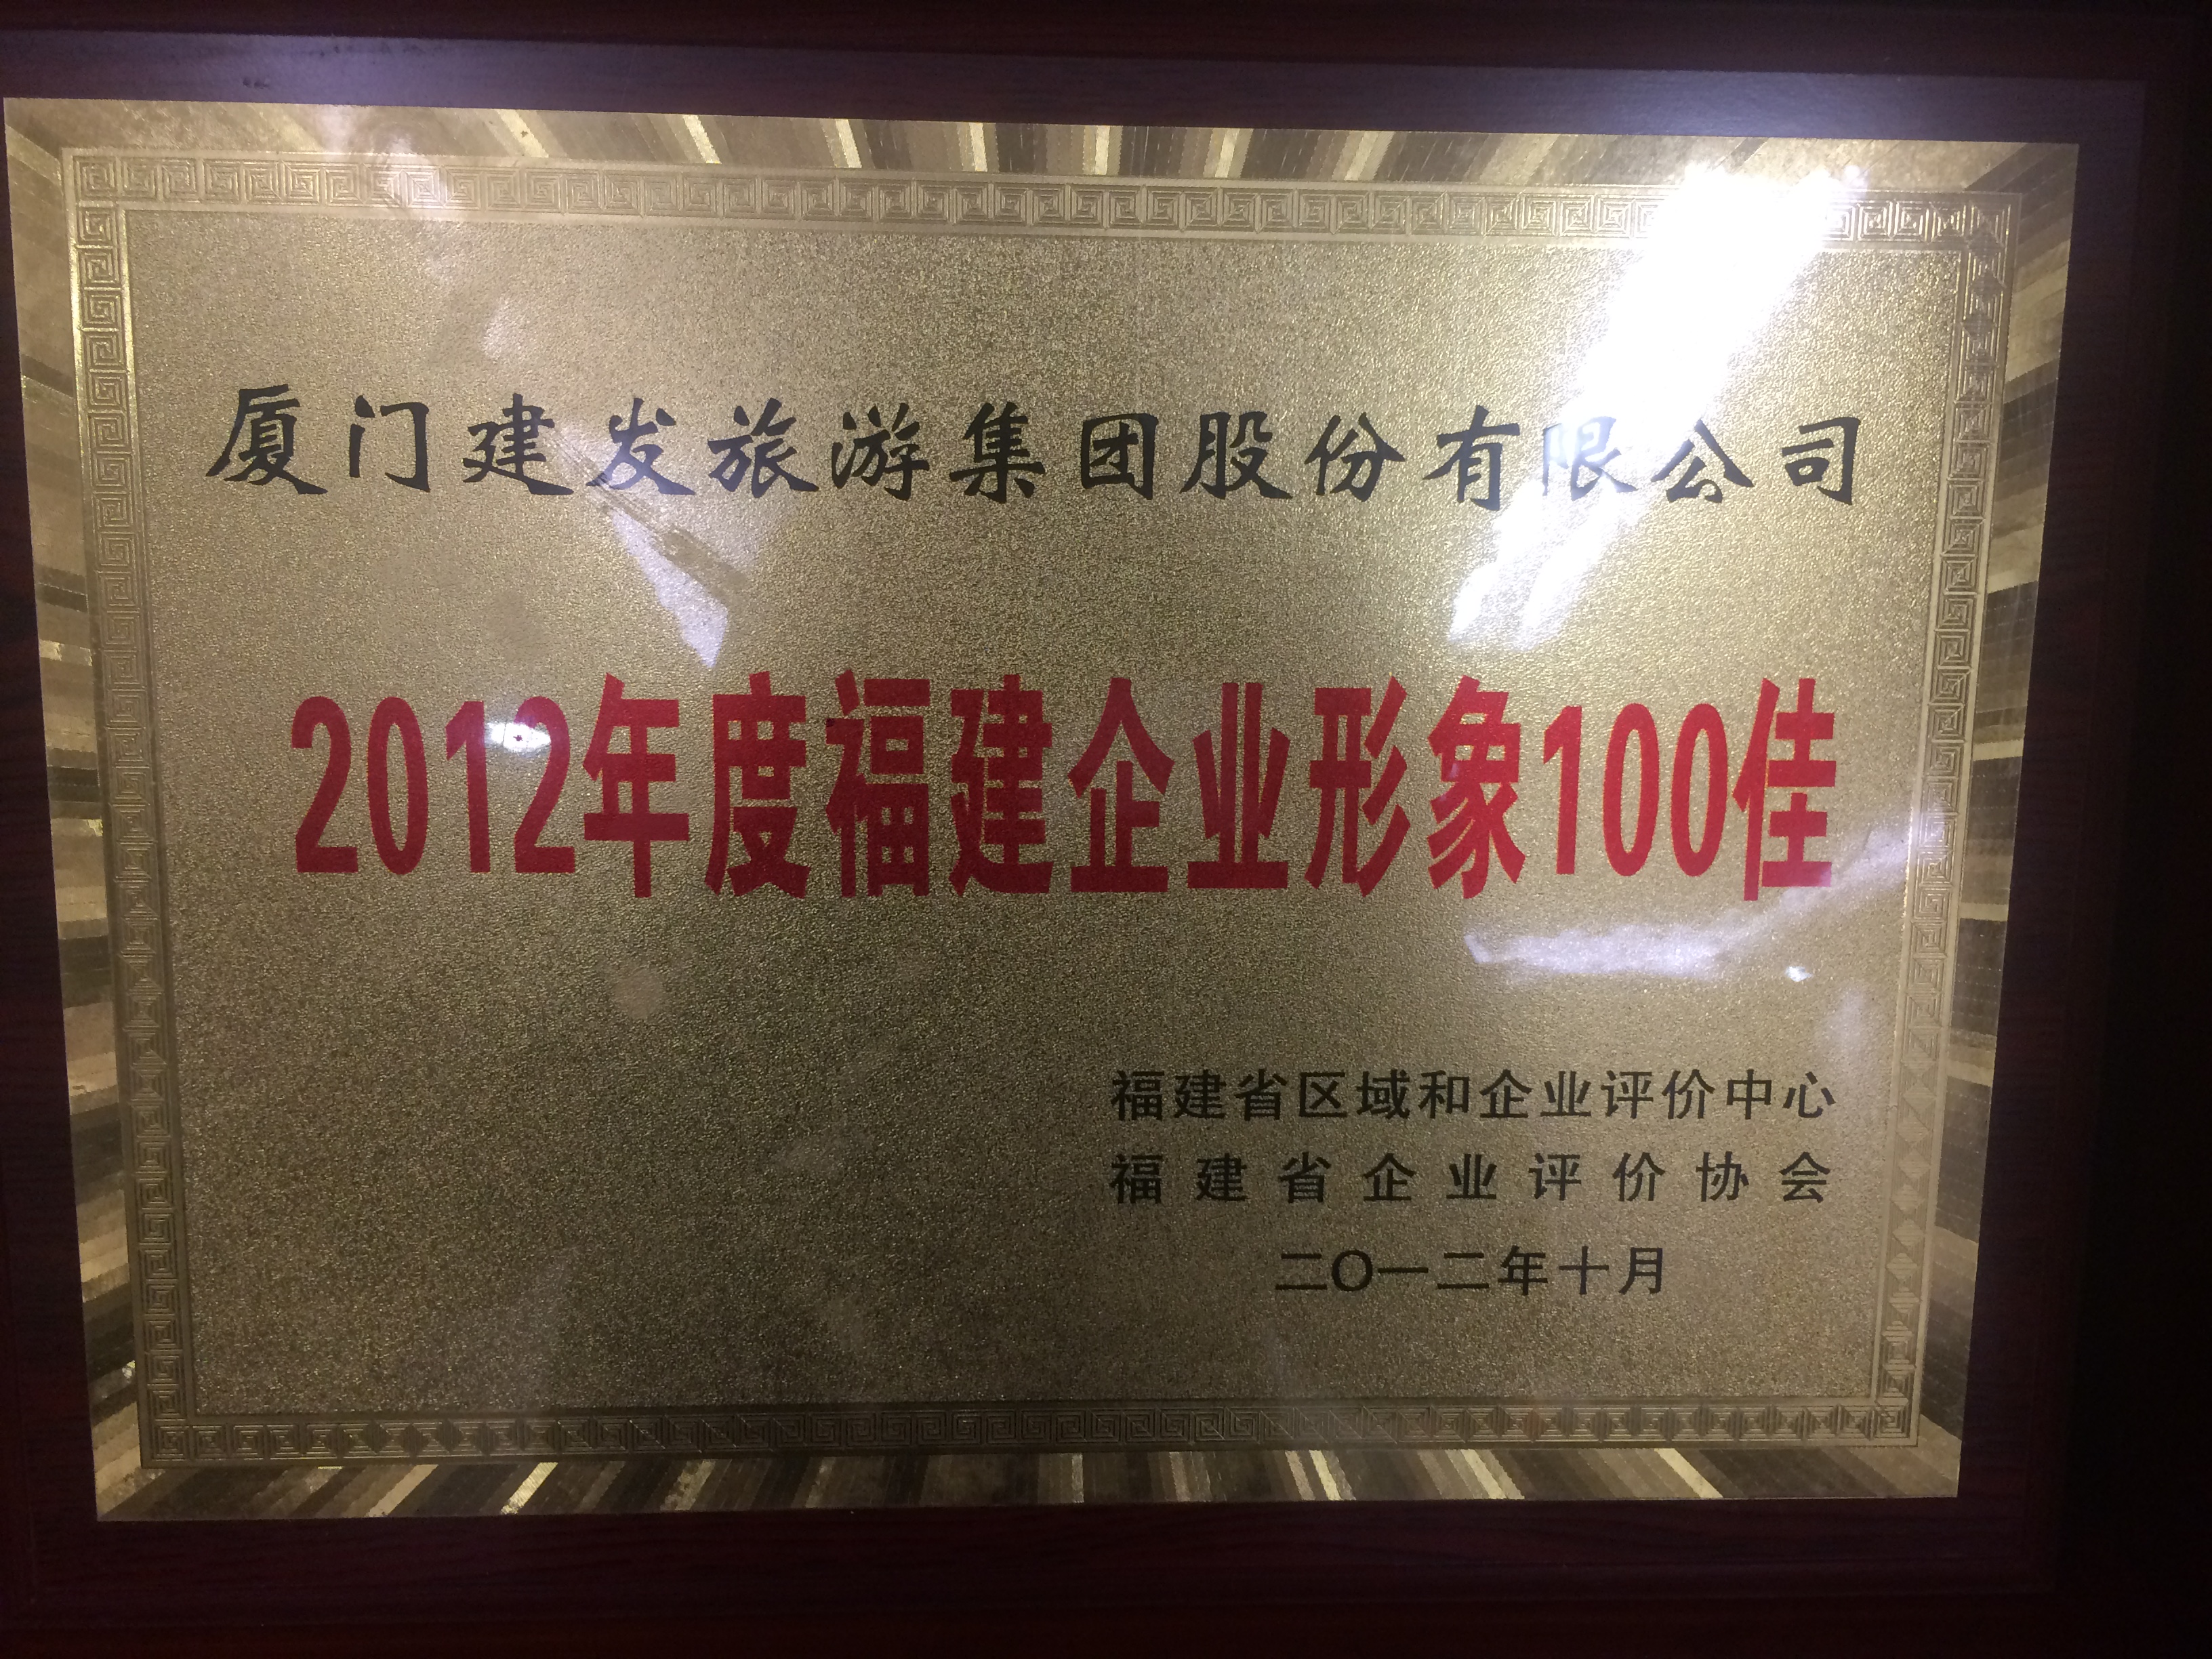 厦门建发旅游集团股份有限公司
2012年度福建企业形象100佳
福建省区域和企业评价中心
福建省企业评价协会
二〇一二年十月